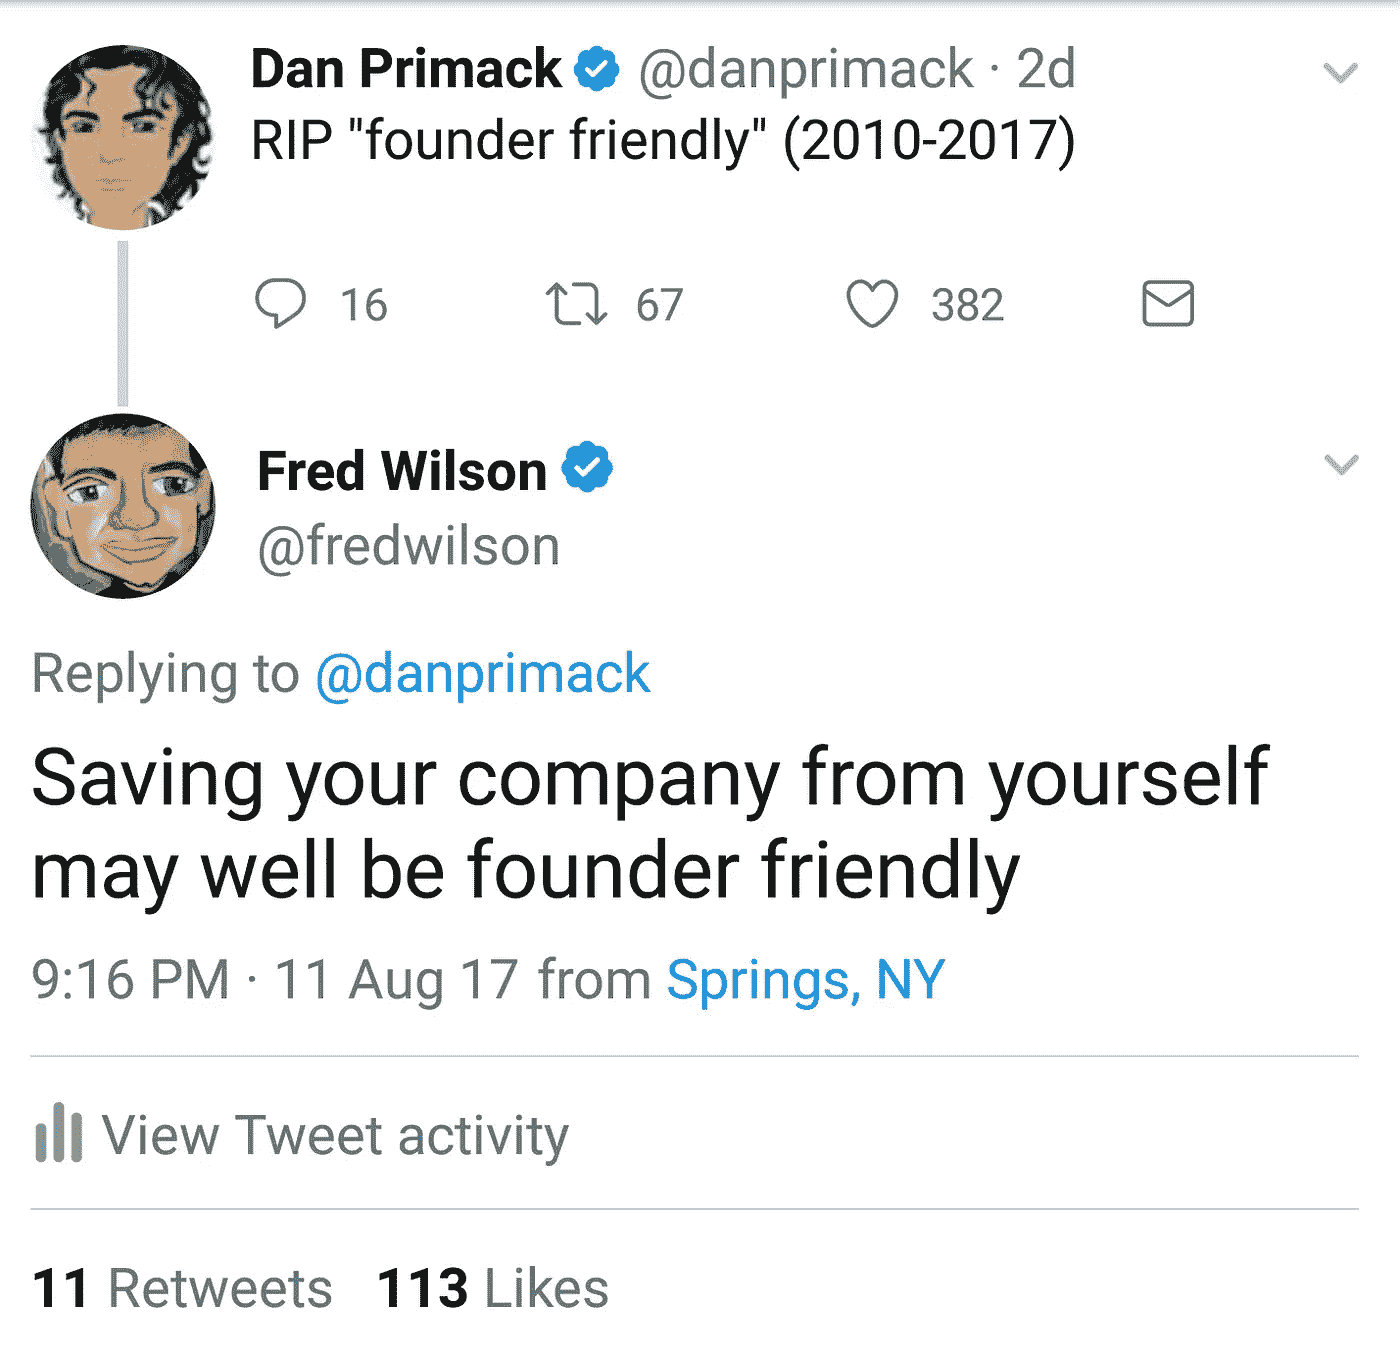 Dan Primack @danprimack · 2d
RIP "founder friendly" (2010-2017)
16 67 382
Fred Wilson
@fredwilson
Replying to @danprimack
Saving your company from yourself
may well be founder friendly
9:16 PM · 11 Aug 17 from Springs, NY
View Tweet activity
11 Retweets 113 Likes